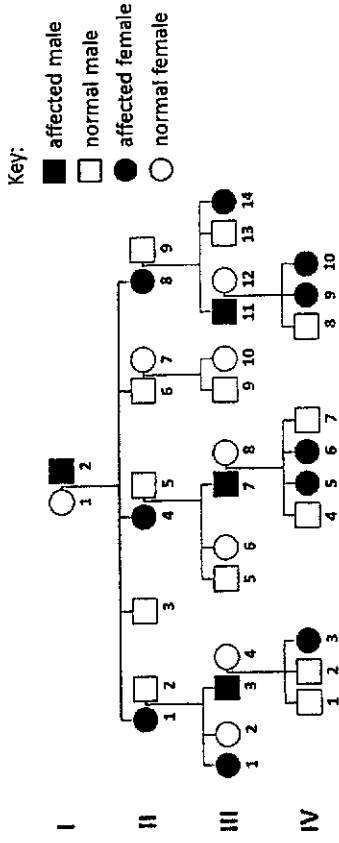 Key:
affected male
normal male
affected female
normal female
I
1 2
II
1 2 3 4 5 6 7 8 9
III
1 2 3 4 5 6 7 8 9 10 11 12 13 14
IV
1 2 3 4 5 6 7 8 9 10